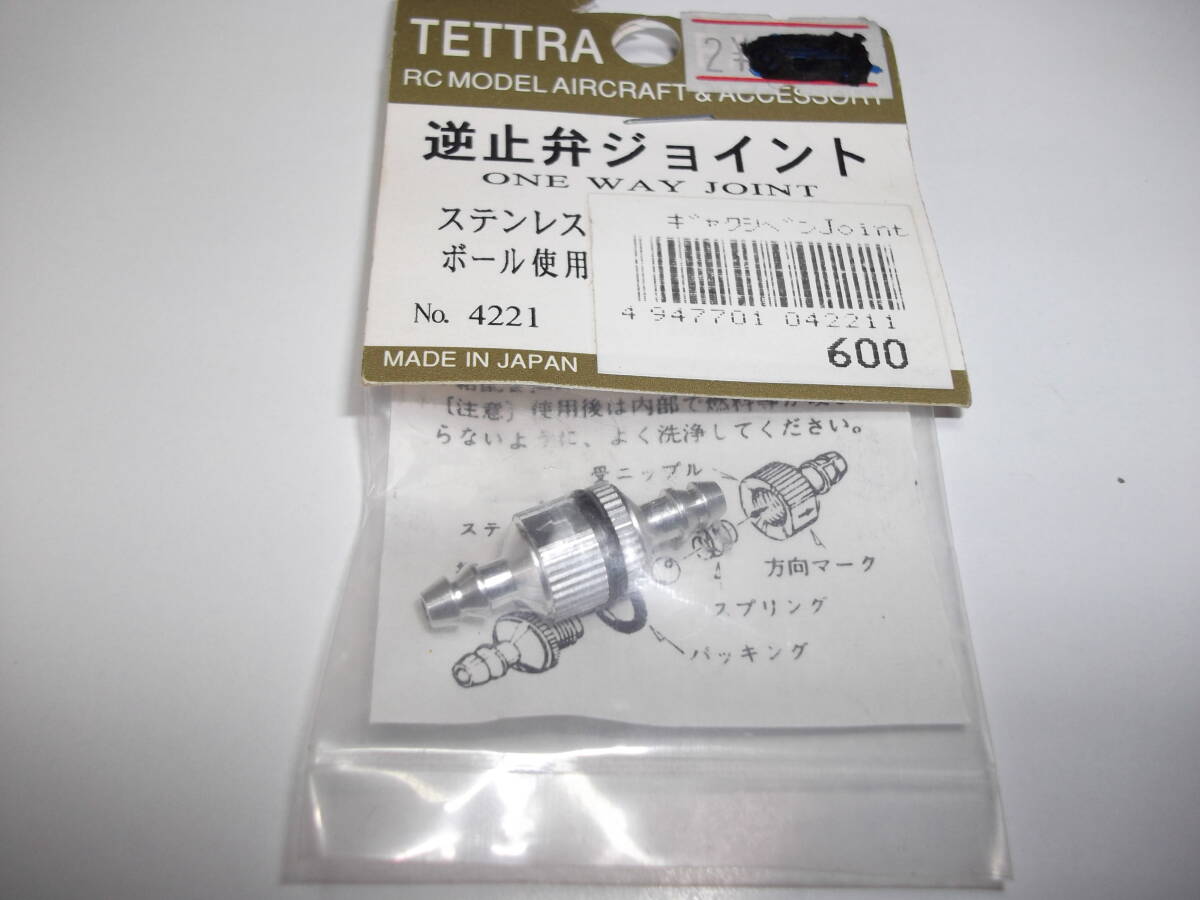 TETTRA
2¥
RC MODEL AIRCRAFT & ACCESSORY
逆止弁ジョイント
ONE WAY JOINT
ステンレス
ボール使用
No. 4221
MADE IN JAPAN
ギャクシベンJoint
4 947701 042211
600
[注意] 使用後は内部で燃料等が
らないように、よく洗浄してください。
受ニップル
ステ
方向マーク
スプリング
パッキング